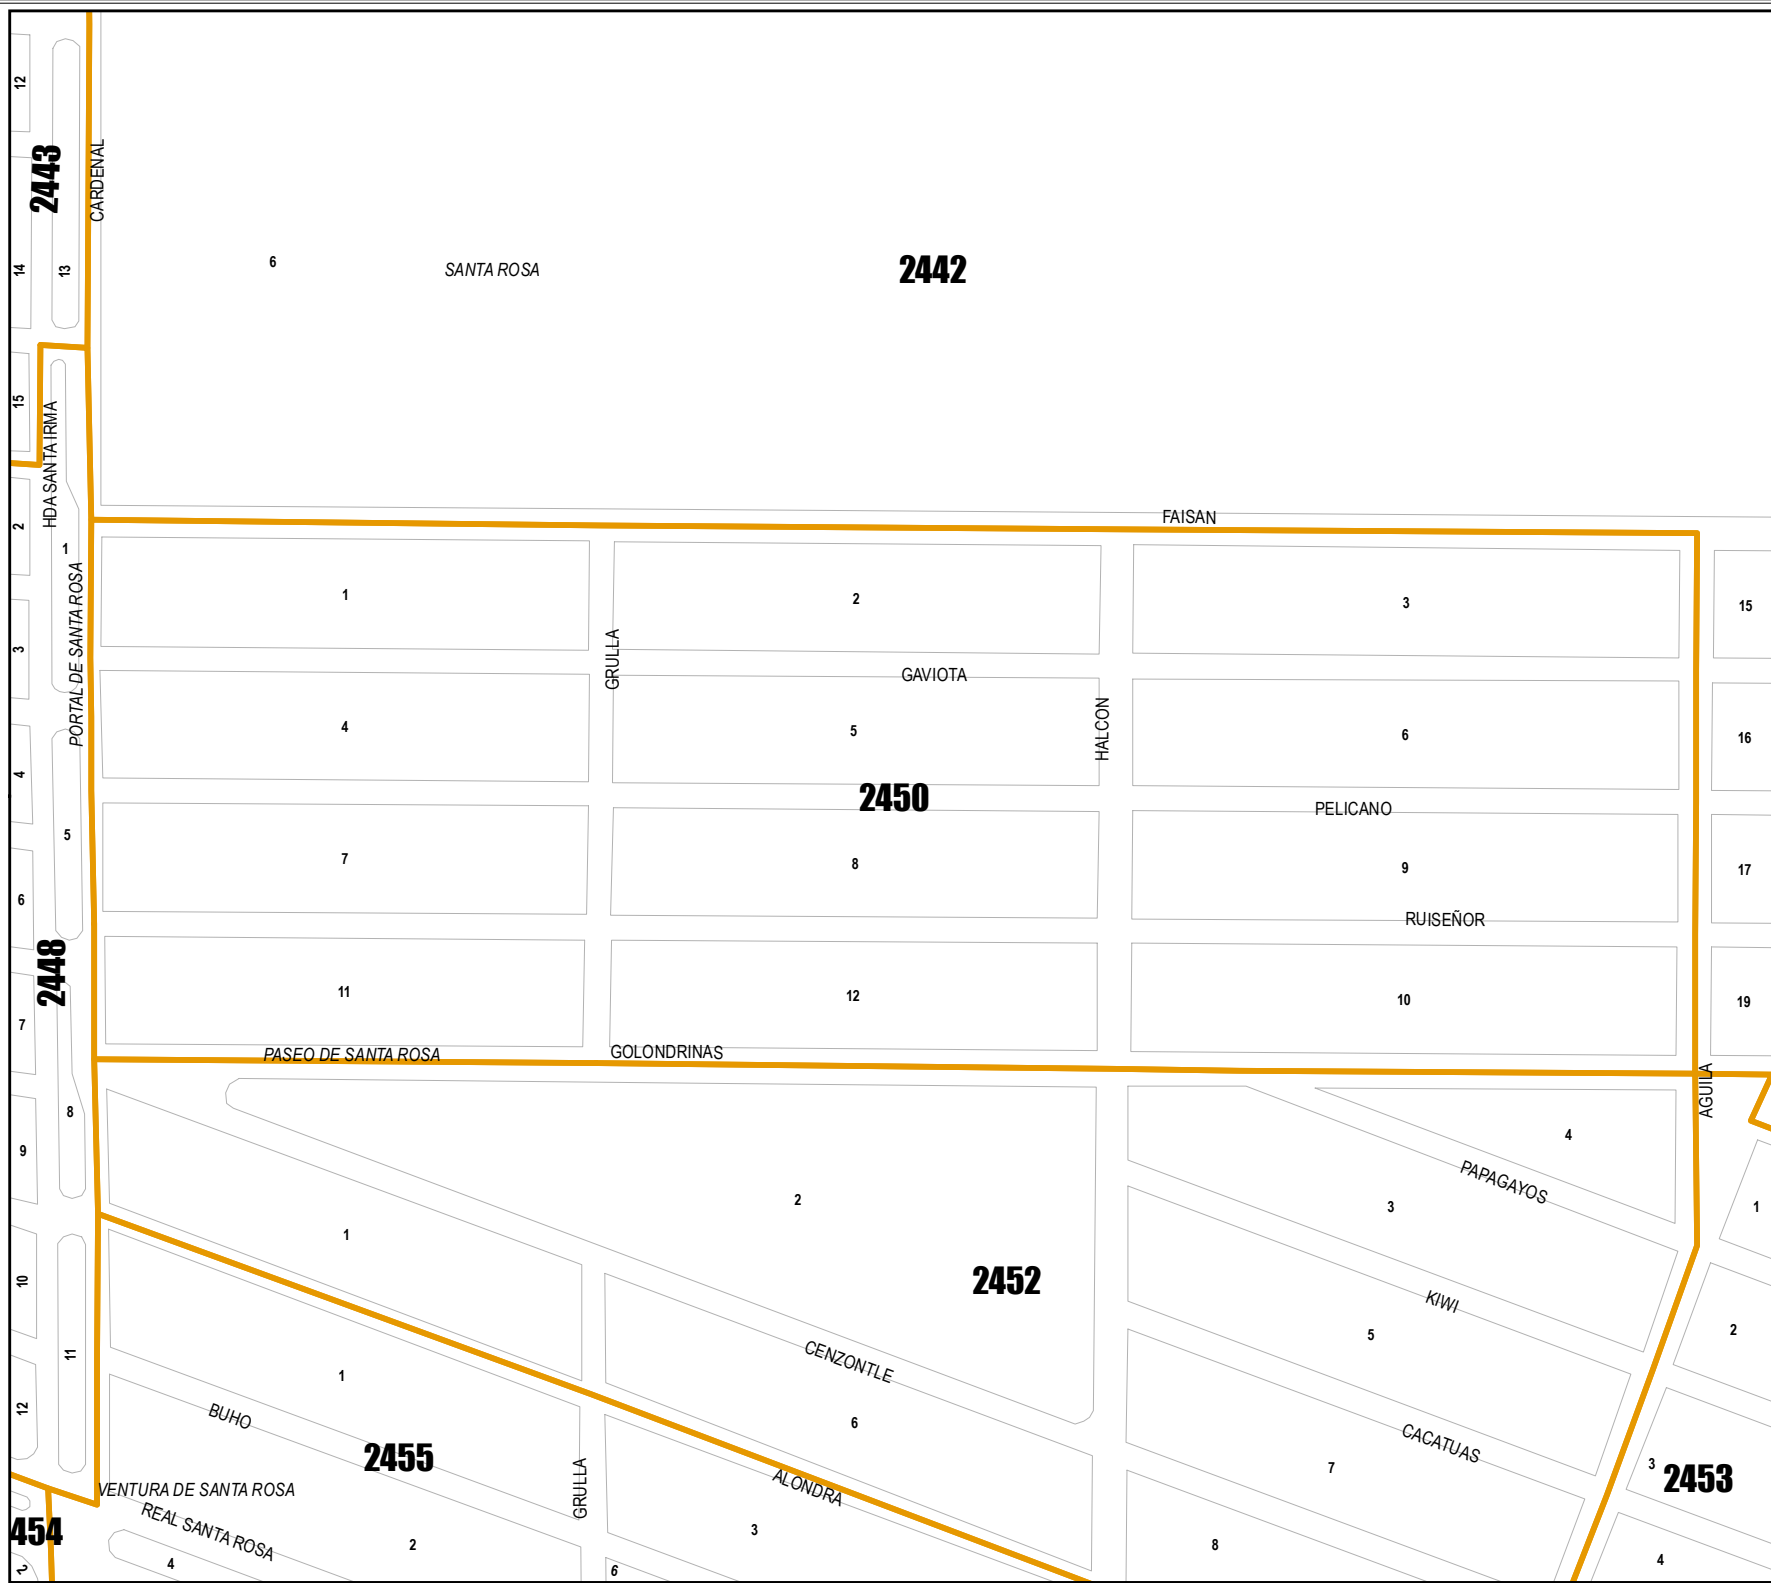 12
2443
CARDENAL
14
13
6
SANTA ROSA
2442
15
HDA SANTA IRMA
2
1
PORTAL DE SANTA ROSA
FAISAN
1
2
3
15
3
GRULLA
GAVIOTA
4
4
5
HALCON
6
16
2450
PELICANO
5
7
8
9
17
6
RUISEÑOR
2448
7
11
12
10
19
PASEO DE SANTA ROSA
GOLONDRINAS
AGUILA
8
9
4
PAPAGAYOS
2
3
1
1
10
2452
KIWI
11
5
2
CENZONTLE
1
12
BUHO
6
CACATUAS
2455
7
3
2453
VENTURA DE SANTA ROSA
GRULLA
ALONDRA
REAL SANTA ROSA
454
3
2
8
4
2
4
6